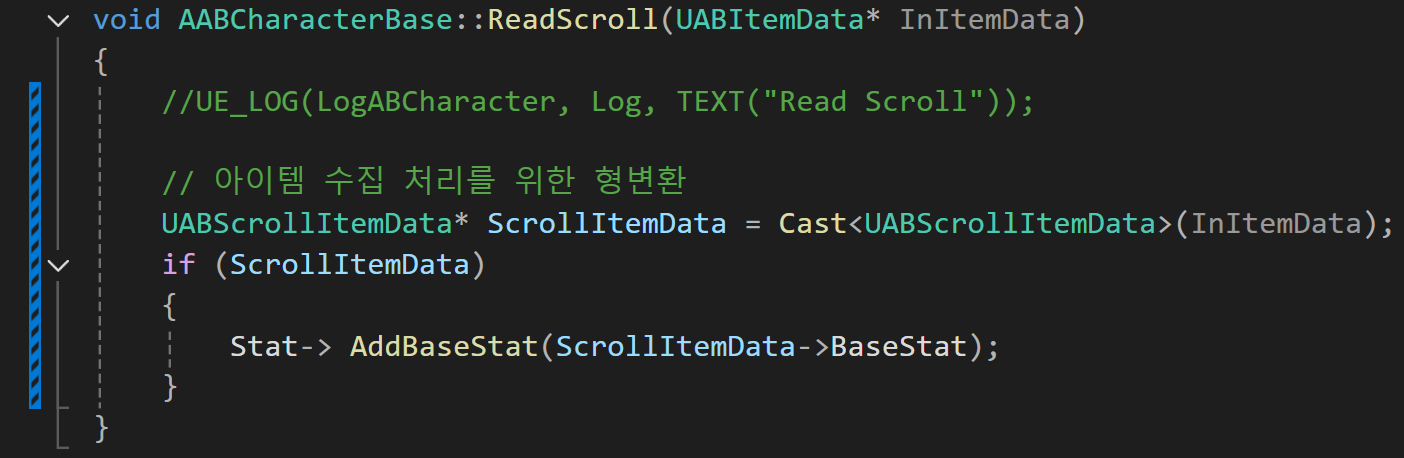 void AABCharacterBase::ReadScroll(UABItemData* InItemData)
{
//UE_LOG(LogABCharacter, Log, TEXT("Read Scroll"));
// 아이템 수집 처리를 위한 형변환
UABScrollItemData* ScrollItemData = Cast<UABScrollItemData>(InItemData);
if (ScrollItemData)
{
Stat-> AddBaseStat(ScrollItemData->BaseStat);
}
}